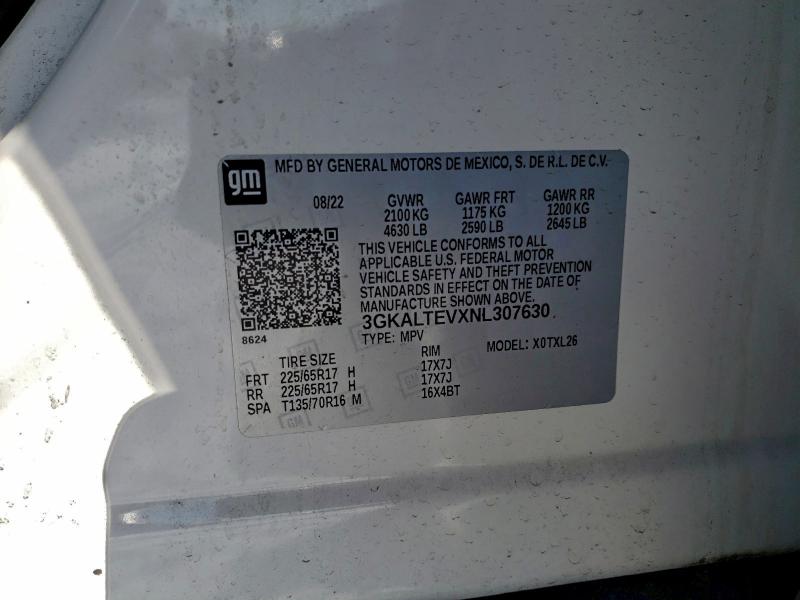 gm
MFD BY GENERAL MOTORS DE MEXICO, S. DE R.L. DE C.V.
08/22 GVWR GAWR FRT GAWR RR
2100 KG 1175 KG 1200 KG
4630 LB 2590 LB 2645 LB
THIS VEHICLE CONFORMS TO ALL
APPLICABLE U.S. FEDERAL MOTOR
VEHICLE SAFETY AND THEFT PREVENTION
STANDARDS IN EFFECT ON THE DATE OF
MANUFACTURE SHOWN ABOVE.
3GKALTEVXNL307630
8624
TYPE: MPV MODEL: X0TXL26
TIRE SIZE RIM
FRT 225/65R17 H 17X7J
RR 225/65R17 H 17X7J
SPA T135/70R16 M 16X4BT
GM